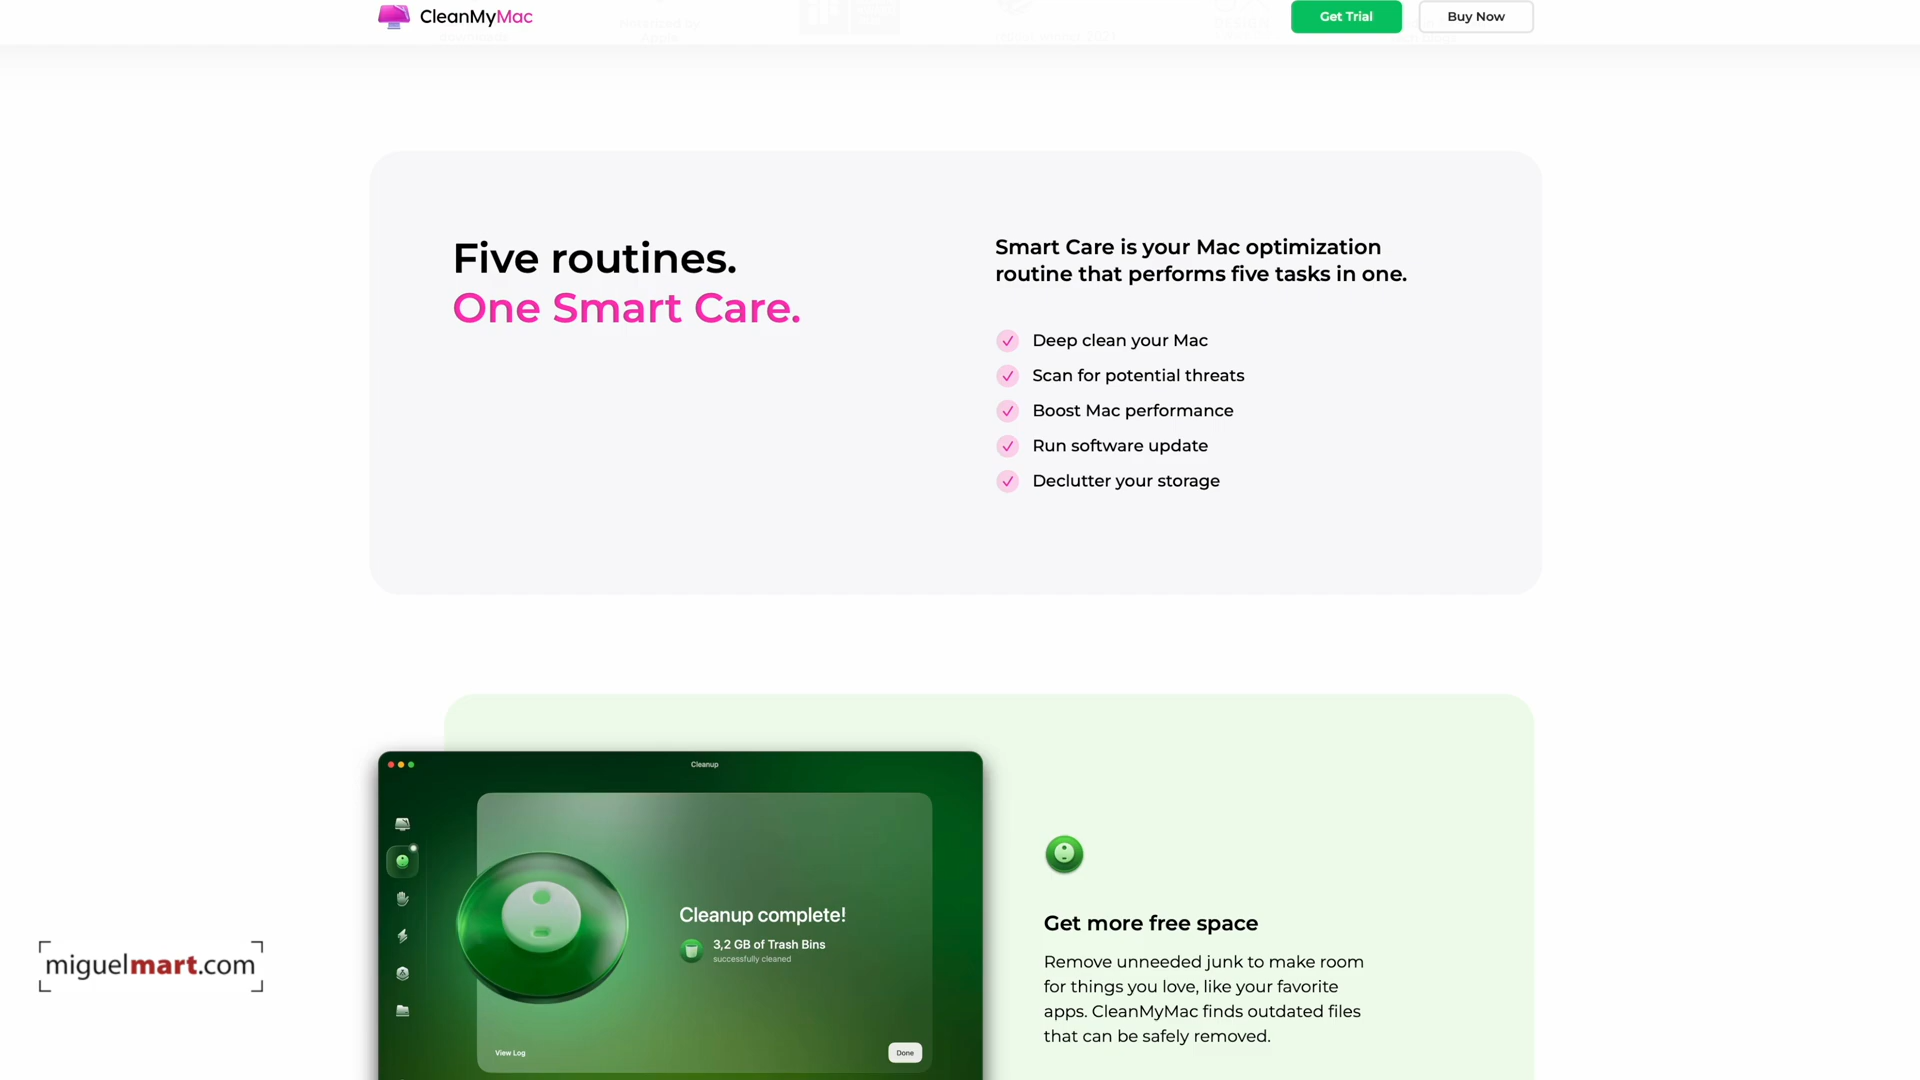 CleanMyMac
Get Trial
Buy Now
Five routines.
One Smart Care.
Smart Care is your Mac optimization
routine that performs five tasks in one.
Deep clean your Mac
Scan for potential threats
Boost Mac performance
Run software update
Declutter your storage
Cleanup
Cleanup complete!
3,2 GB of Trash Bins
successfully cleaned
View Log
Done
Get more free space
Remove unneeded junk to make room
for things you love, like your favorite
apps. CleanMyMac finds outdated files
that can be safely removed.
miguelmart.com